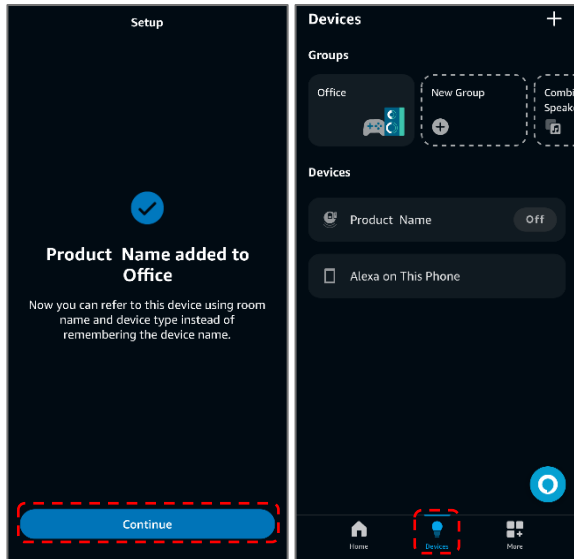 Setup
Product Name added to
Office
Now you can refer to this device using room
name and device type instead of
remembering the device name.
Continue
Devices
Groups
Office
New Group
Combi
Speake
Devices
Product Name
Off
Alexa on This Phone
Home
Devices
More